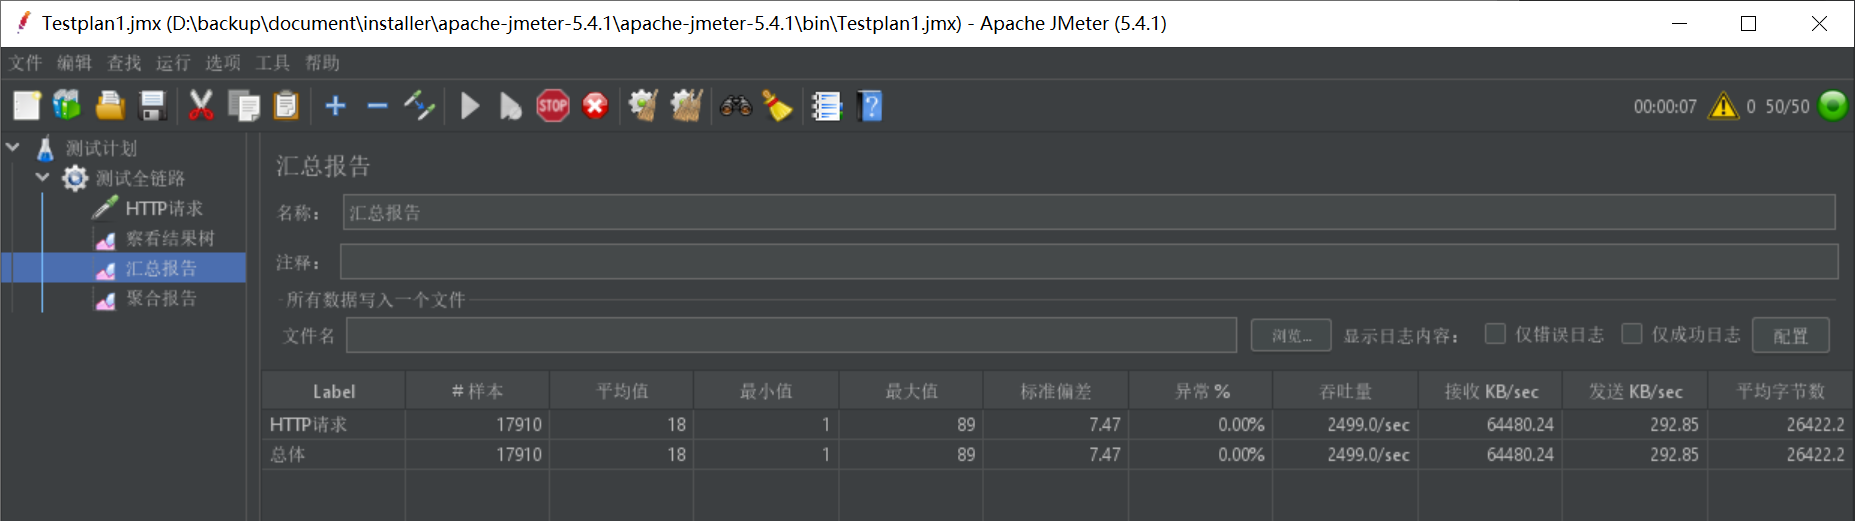 Testplan1.jmx (D:\backup\document\installer\apache-jmeter-5.4.1\apache-jmeter-5.4.1\bin\Testplan1.jmx) - Apache JMeter (5.4.1)
文件 编辑 查找 运行 选项 工具 帮助
STOP ? 00:00:07 0 50/50
测试计划
测试全链路
HTTP请求
察看结果树
汇总报告
聚合报告
汇总报告
名称： 汇总报告
注释：
所有数据写入一个文件
文件名 浏览... 显示日志内容： 仅错误日志 仅成功日志 配置
Label # 样本 平均值 最小值 最大值 标准偏差 异常 % 吞吐量 接收 KB/sec 发送 KB/sec 平均字节数
HTTP请求 17910 18 1 89 7.47 0.00% 2499.0/sec 64480.24 292.85 26422.2
总体 17910 18 1 89 7.47 0.00% 2499.0/sec 64480.24 292.85 26422.2